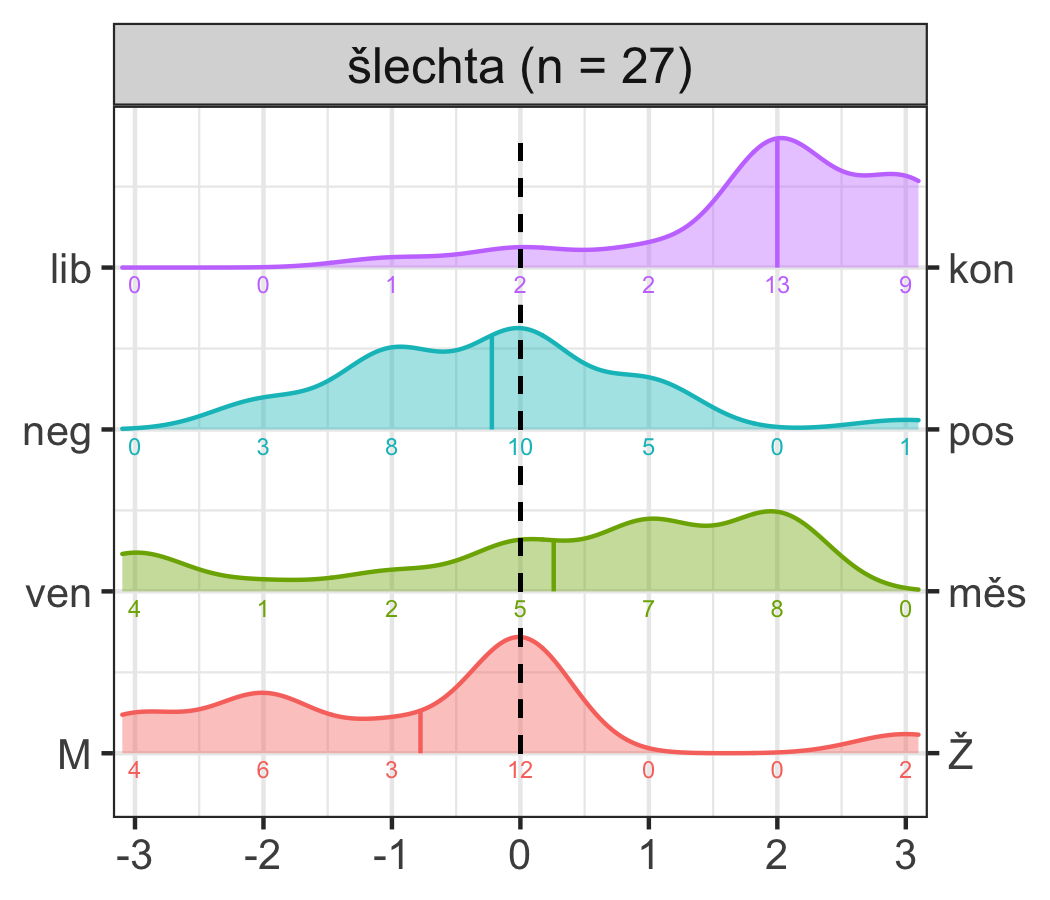 šlechta (n = 27)
lib kon
0 0 1 2 2 13 9
neg pos
0 3 8 10 5 0 1
ven měs
4 1 2 5 7 8 0
M Ž
4 6 3 12 0 0 2
-3 -2 -1 0 1 2 3